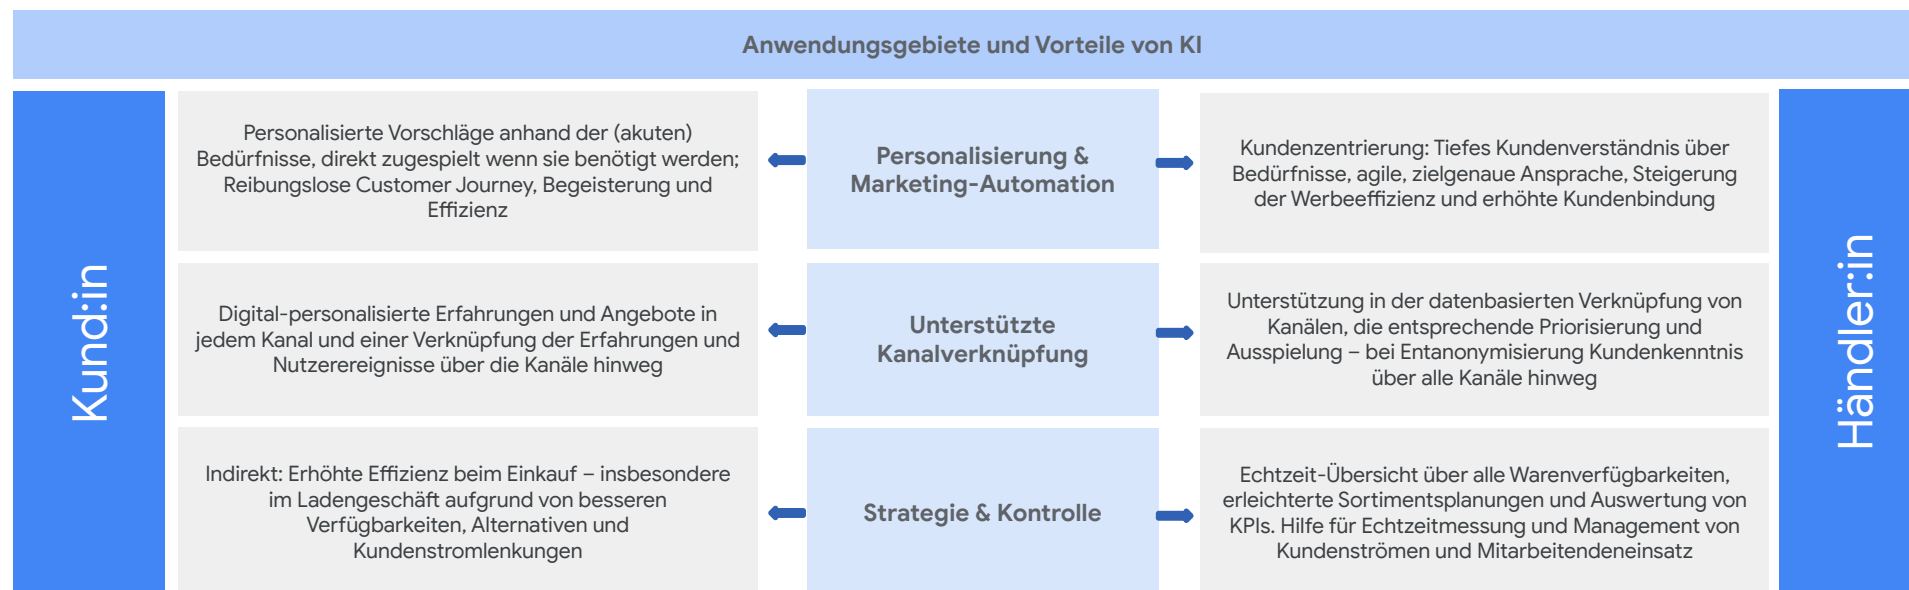 Anwendungsgebiete und Vorteile von KI
Kund:in
Personalisierte Vorschläge anhand der (akuten)
Bedürfnisse, direkt zugespielt wenn sie benötigt werden;
Reibungslose Customer Journey, Begeisterung und
Effizienz
Personalisierung &
Marketing-Automation
Kundenzentrierung: Tiefes Kundenverständnis über
Bedürfnisse, agile, zielgenaue Ansprache, Steigerung
der Werbeeffizienz und erhöhte Kundenbindung
Digital-personalisierte Erfahrungen und Angebote in
jedem Kanal und einer Verknüpfung der Erfahrungen und
Nutzerereignisse über die Kanäle hinweg
Unterstützte
Kanalverknüpfung
Unterstützung in der datenbasierten Verknüpfung von
Kanälen, die entsprechende Priorisierung und
Ausspielung – bei Entanonymisierung Kundenkenntnis
über alle Kanäle hinweg
Indirekt: Erhöhte Effizienz beim Einkauf – insbesondere
im Ladengeschäft aufgrund von besseren
Verfügbarkeiten, Alternativen und
Kundenstromlenkungen
Strategie & Kontrolle
Echtzeit-Übersicht über alle Warenverfügbarkeiten,
erleichterte Sortimentsplanungen und Auswertung von
KPIs. Hilfe für Echtzeitmessung und Management von
Kundenströmen und Mitarbeitendeneinsatz
Händler:in